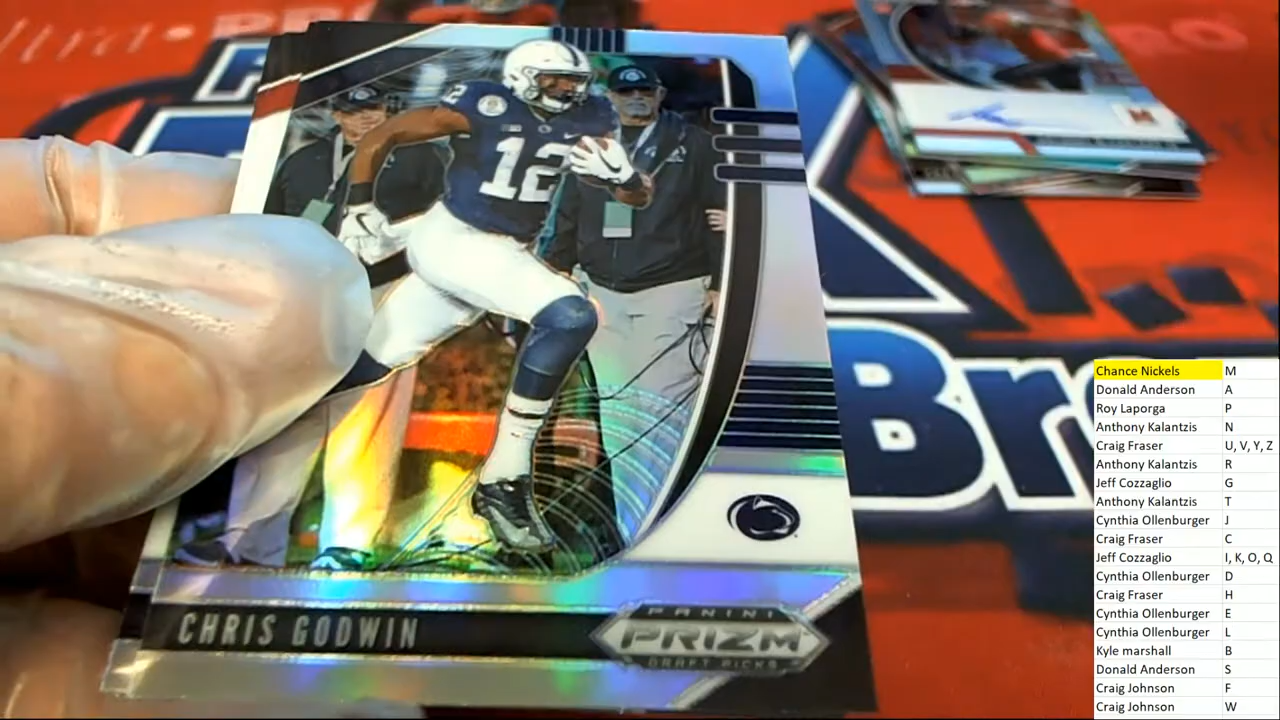 12
12
CHRIS GODWIN
PANINI
PRIZM
DRAFT PICKS
Br
Chance Nickels M
Donald Anderson A
Roy Laporga P
Anthony Kalantzis N
Craig Fraser U, V, Y, Z
Anthony Kalantzis R
Jeff Cozzaglio G
Anthony Kalantzis T
Cynthia Ollenburger J
Craig Fraser C
Jeff Cozzaglio I, K, O, Q
Cynthia Ollenburger D
Craig Fraser H
Cynthia Ollenburger E
Cynthia Ollenburger L
Kyle marshall B
Donald Anderson S
Craig Johnson F
Craig Johnson W